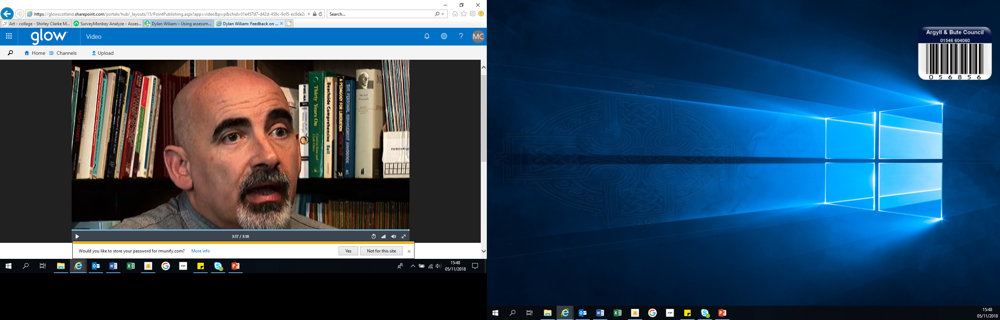 https://glowscotland.sharepoint.com/portals/hub/_layouts/15/PointPublishing.aspx?app=video&p=p&chid=01e457d7-d42d-458c-9cf5-ec8de2
Search...
Art - collage - Shirley Clarke M...
SurveyMonkey Analyze - Asses...
Dylan Wiliam – Using assessm...
Dylan Wiliam: Feedback on ...
glow
Video
MC
Home
Channels
Upload
HIGH STAKES
Thirty Years On
Caroline Benn and
Clyde Chitty
Beachside Comprehensive Ball
A PEDAGOGY FOR LIBERATION
THE PERSONAL MANAGEMENT HANDBOOK
Michel
Foucault
3:17 / 3:18
Would you like to store your password for rmunify.com?
More info
Yes
Not for this site
15:48
05/11/2018
Argyll & Bute Council
01546 604060
0 5 6 8 5 6
15:48
05/11/2018